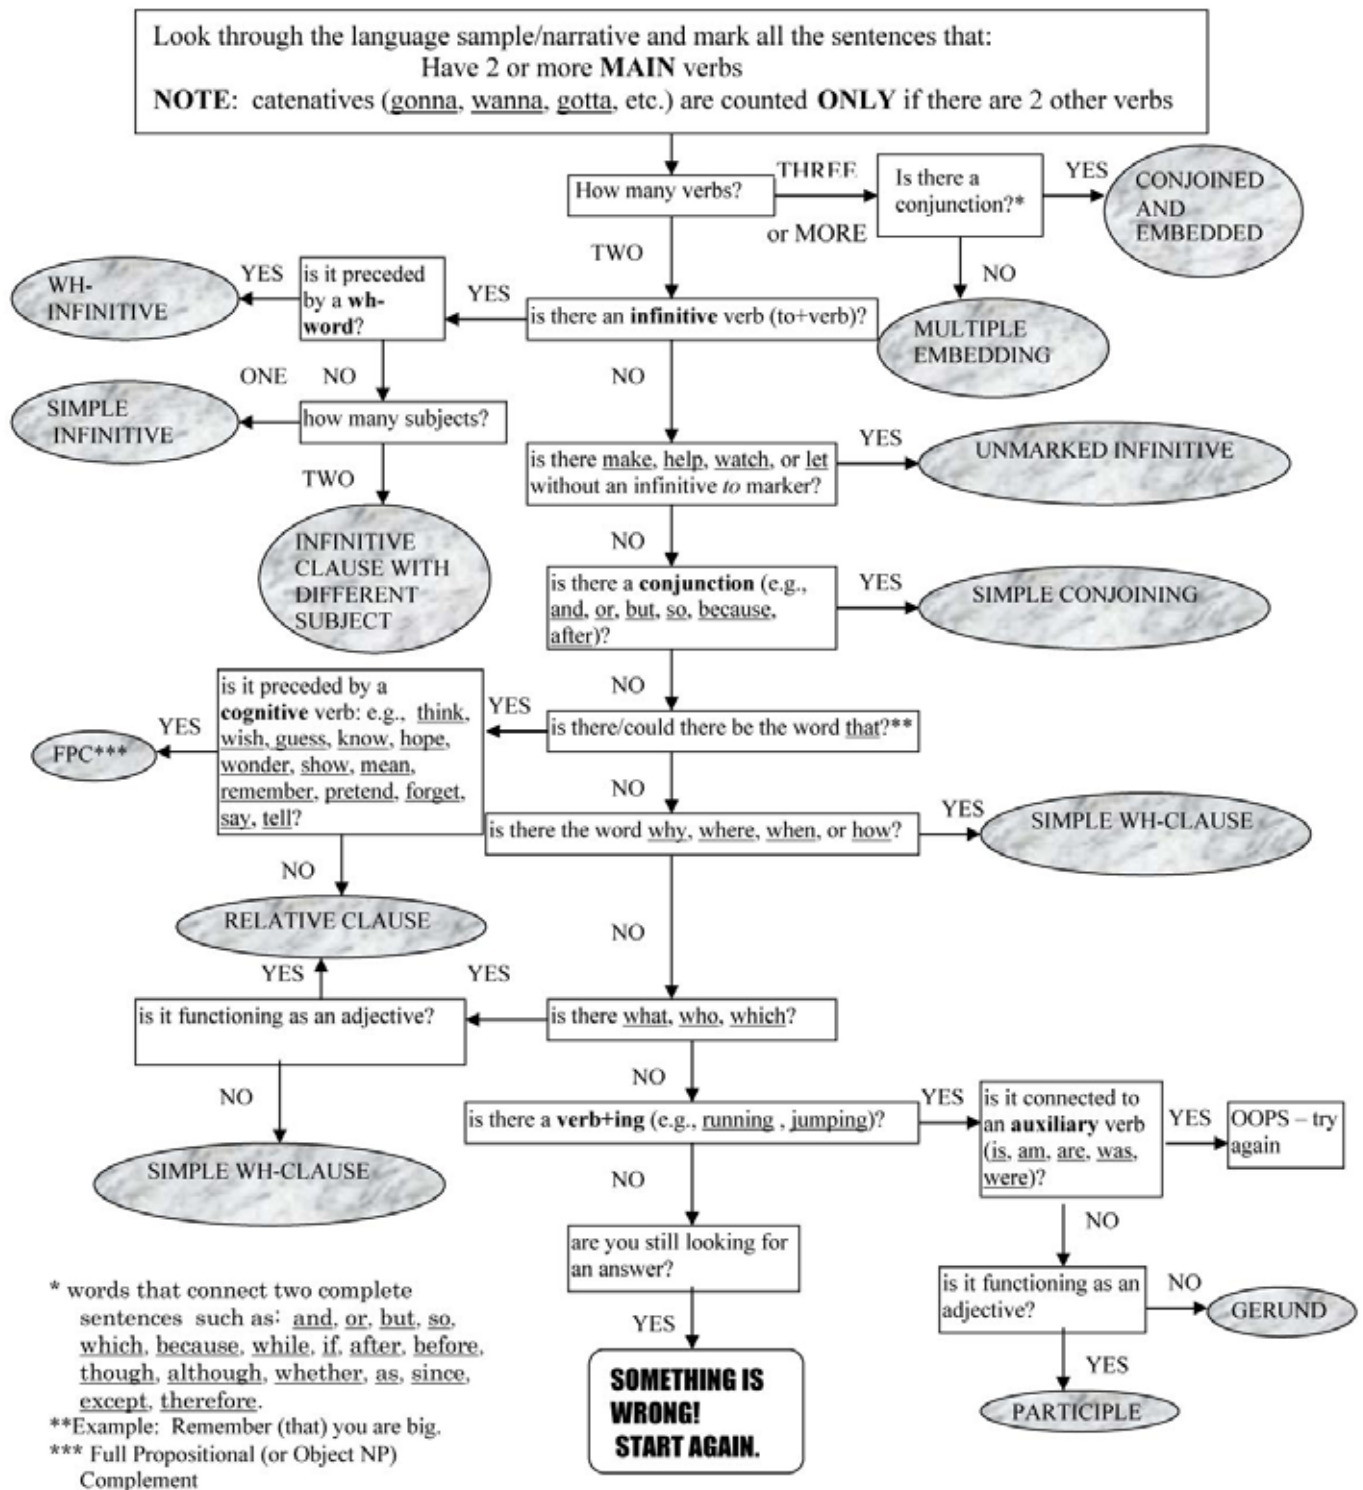 Look through the language sample/narrative and mark all the sentences that:
Have 2 or more MAIN verbs
NOTE: catenatives (gonna, wanna, gotta, etc.) are counted ONLY if there are 2 other verbs
How many verbs?
THREE
or MORE
Is there a
conjunction?*
YES
CONJOINED
AND
EMBEDDED
NO
MULTIPLE
EMBEDDING
TWO
is there an infinitive verb (to+verb)?
YES
is it preceded
by a wh-
word?
YES
WH-
INFINITIVE
NO
how many subjects?
ONE
SIMPLE
INFINITIVE
TWO
INFINITIVE
CLAUSE WITH
DIFFERENT
SUBJECT
NO
is there make, help, watch, or let
without an infinitive to marker?
YES
UNMARKED INFINITIVE
NO
is there a conjunction (e.g.,
and, or, but, so, because,
after)?
YES
SIMPLE CONJOINING
NO
is there/could there be the word that?**
YES
is it preceded by a
cognitive verb: e.g., think,
wish, guess, know, hope,
wonder, show, mean,
remember, pretend, forget,
say, tell?
YES
FPC***
NO
RELATIVE CLAUSE
NO
is there the word why, where, when, or how?
YES
SIMPLE WH-CLAUSE
NO
is there what, who, which?
YES
is it functioning as an adjective?
YES
NO
SIMPLE WH-CLAUSE
NO
is there a verb+ing (e.g., running , jumping)?
YES
is it connected to
an auxiliary verb
(is, am, are, was,
were)?
YES
OOPS – try
again
NO
is it functioning as an
adjective?
NO
GERUND
YES
PARTICIPLE
NO
are you still looking for
an answer?
YES
SOMETHING IS
WRONG!
START AGAIN.
* words that connect two complete
sentences such as: and, or, but, so,
which, because, while, if, after, before,
though, although, whether, as, since,
except, therefore.
**Example: Remember (that) you are big.
*** Full Propositional (or Object NP)
Complement